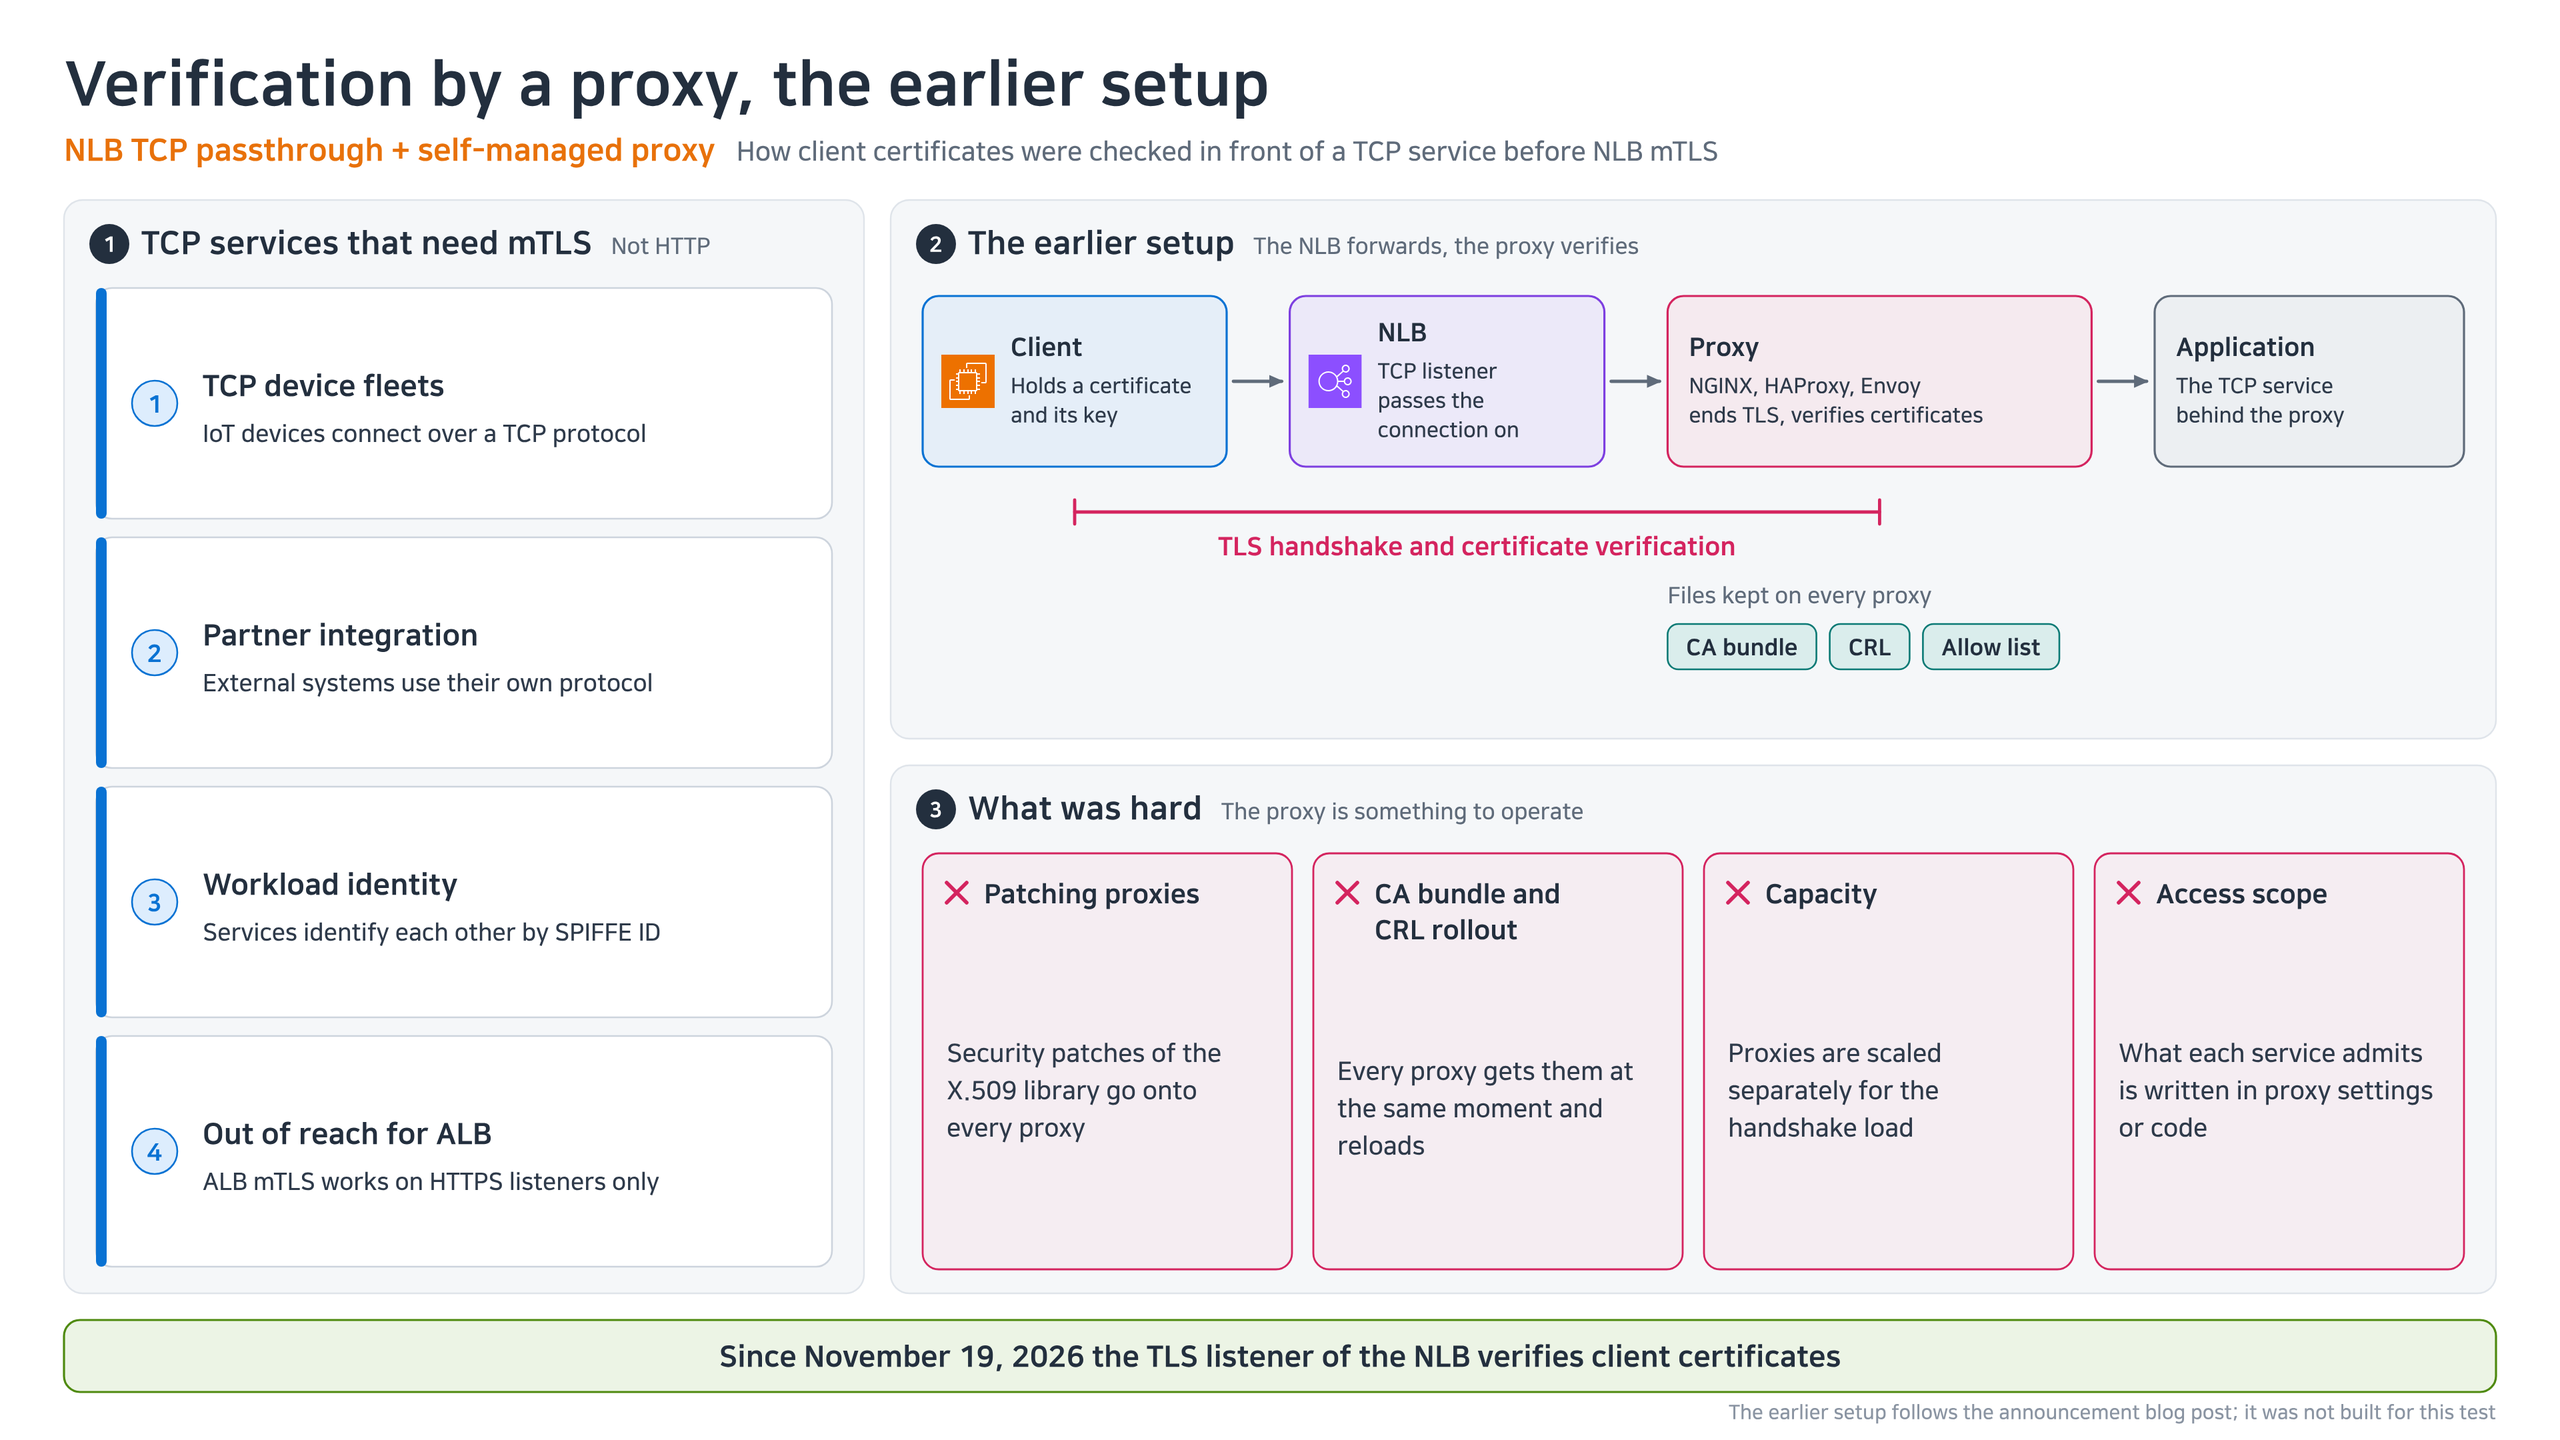 Verification by a proxy, the earlier setup
NLB TCP passthrough + self-managed proxy How client certificates were checked in front of a TCP service before NLB mTLS
1 TCP services that need mTLS Not HTTP
1
TCP device fleets
IoT devices connect over a TCP protocol
2
Partner integration
External systems use their own protocol
3
Workload identity
Services identify each other by SPIFFE ID
4
Out of reach for ALB
ALB mTLS works on HTTPS listeners only
2 The earlier setup The NLB forwards, the proxy verifies
Client
Holds a certificate
and its key
NLB
TCP listener
passes the
connection on
Proxy
NGINX, HAProxy, Envoy
ends TLS, verifies certificates
Application
The TCP service
behind the proxy
TLS handshake and certificate verification
Files kept on every proxy
CA bundle CRL Allow list
3 What was hard The proxy is something to operate
Patching proxies
Security patches of the
X.509 library go onto
every proxy
CA bundle and
CRL rollout
Every proxy gets them at
the same moment and
reloads
Capacity
Proxies are scaled
separately for the
handshake load
Access scope
What each service admits
is written in proxy settings
or code
Since November 19, 2026 the TLS listener of the NLB verifies client certificates
The earlier setup follows the announcement blog post; it was not built for this test